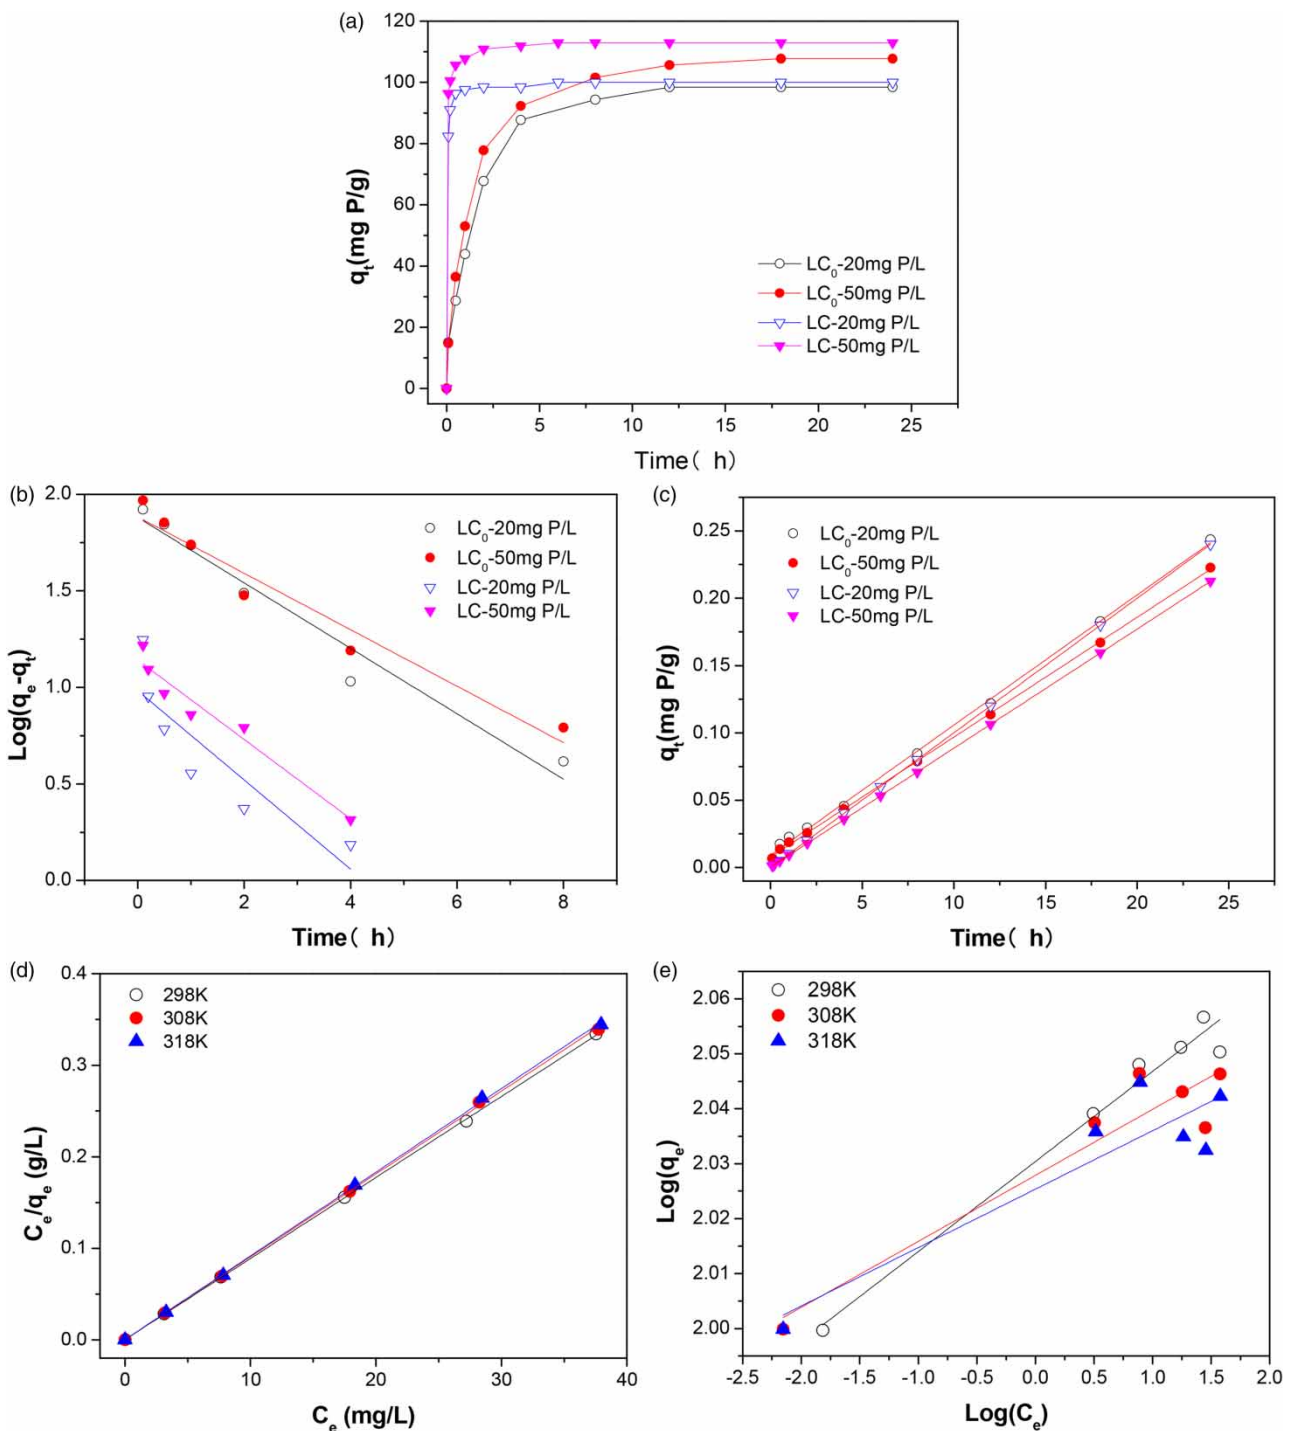 (a)
120
100
80
60
40
20
0
qt(mg P/g)
LC0-20mg P/L
LC0-50mg P/L
LC-20mg P/L
LC-50mg P/L
0 5 10 15 20 25
Time( h)
(b)
2.0
1.5
1.0
0.5
0.0
Log(qe-qt)
LC0-20mg P/L
LC0-50mg P/L
LC-20mg P/L
LC-50mg P/L
0 2 4 6 8
Time( h)
(c)
0.25
0.20
0.15
0.10
0.05
0.00
qt(mg P/g)
LC0-20mg P/L
LC0-50mg P/L
LC-20mg P/L
LC-50mg P/L
0 5 10 15 20 25
Time( h)
(d)
0.4
0.3
0.2
0.1
0.0
Ce/qe (g/L)
298K
308K
318K
0 10 20 30 40
Ce (mg/L)
(e)
2.06
2.05
2.04
2.03
2.02
2.01
2.00
Log(qe)
298K
308K
318K
-2.5 -2.0 -1.5 -1.0 -0.5 0.0 0.5 1.0 1.5 2.0
Log(Ce)